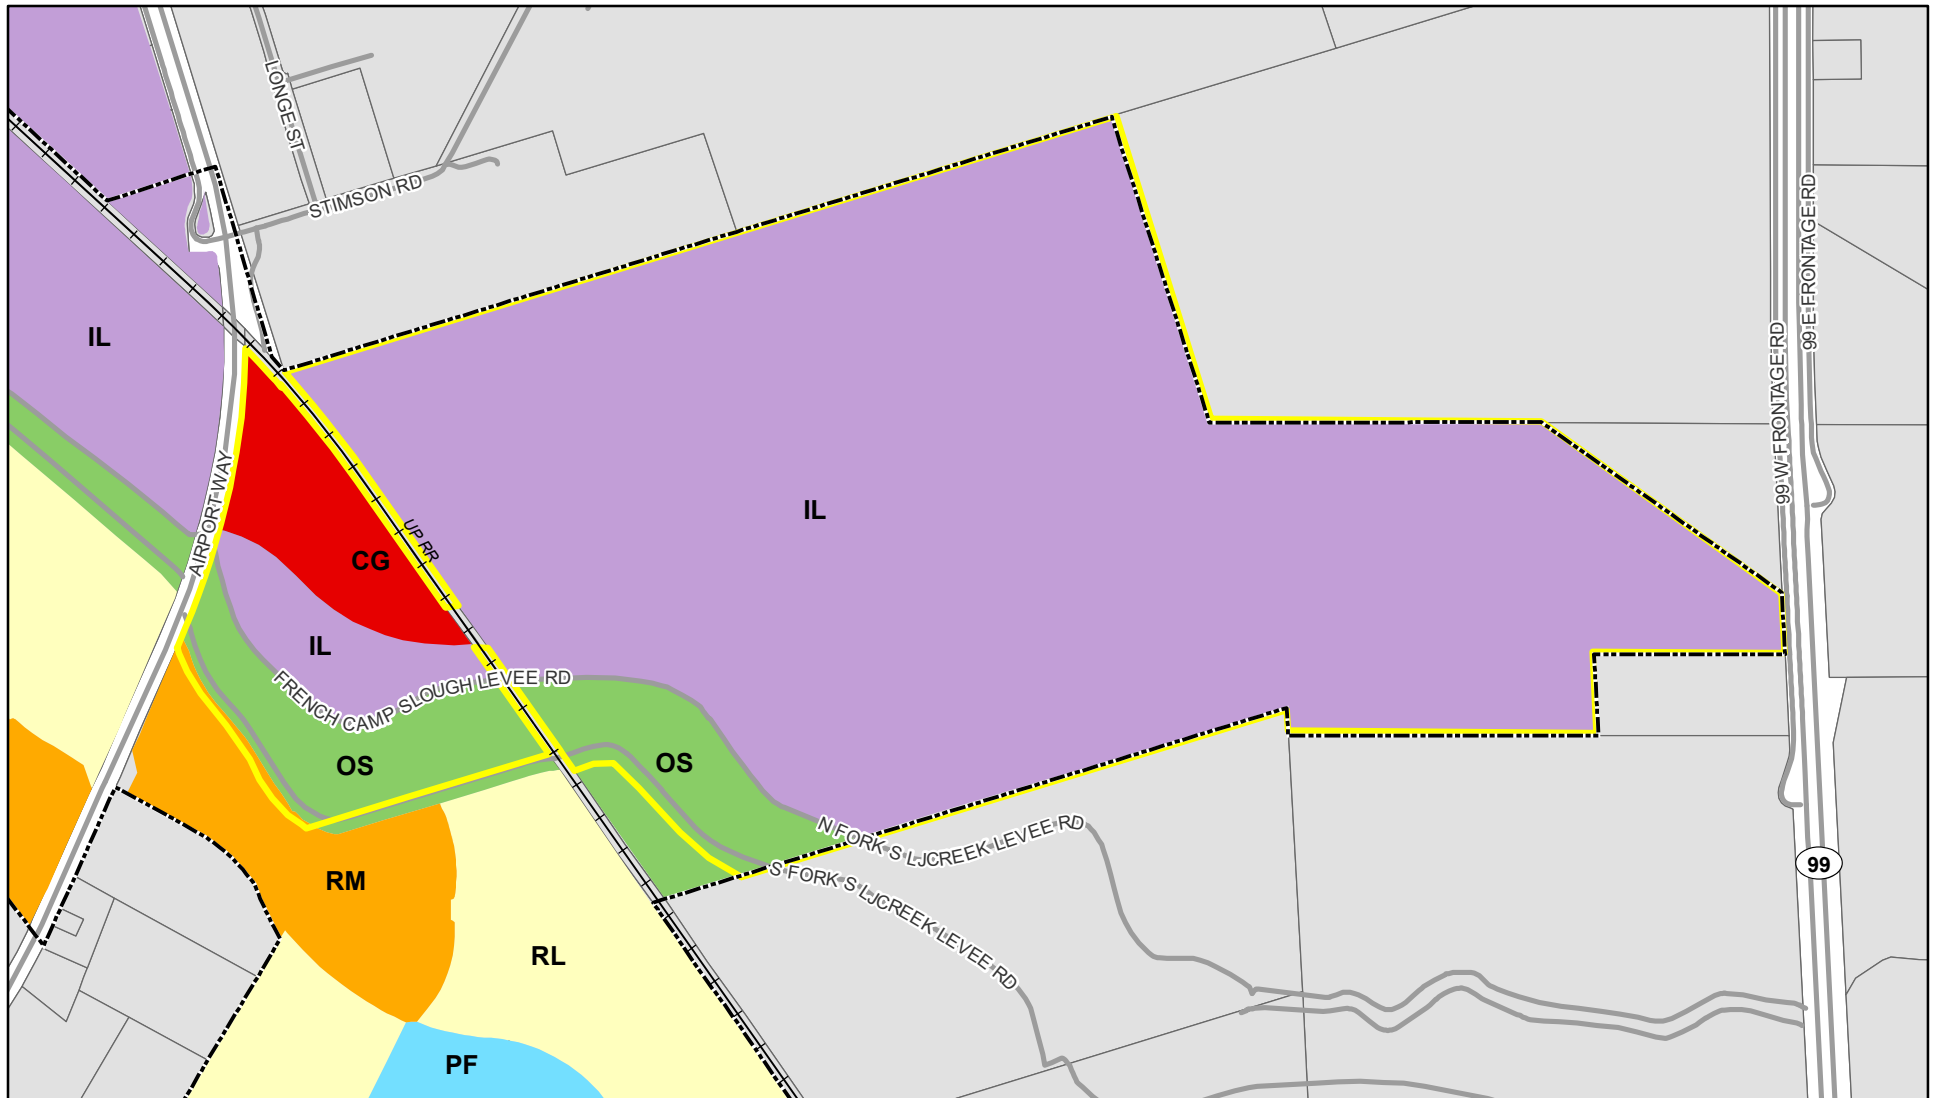 LONGE ST
STIMSON RD
99 E FRONTAGE RD
99 W FRONTAGE RD
IL
AIRPORT WAY
IL
UP RR
CG
IL
FRENCH CAMP SLOUGH LEVEE RD
OS
OS
N FORK S LJCREEK LEVEE RD
S FORK S LJCREEK LEVEE RD
99
RM
RL
PF